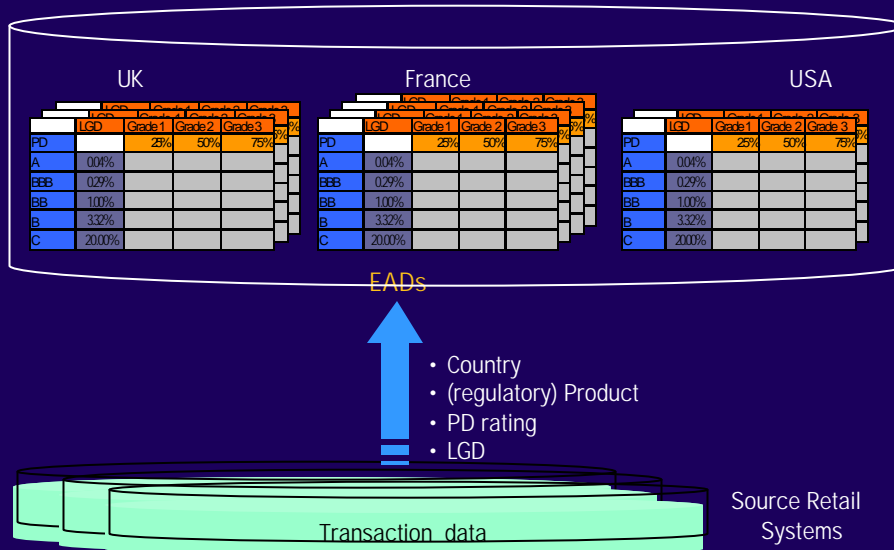 UK
France
USA
LGD Grade 1 Grade 2 Grade 3
PD 25% 50% 75%
A 0.04%
BBB 0.29%
BB 1.00%
B 3.32%
C 20.00%
LGD Grade 1 Grade 2 Grade 3
PD 25% 50% 75%
A 0.04%
BBB 0.29%
BB 1.00%
B 3.32%
C 20.00%
LGD Grade 1 Grade 2 Grade 3
PD 25% 50% 75%
A 0.04%
BBB 0.29%
BB 1.00%
B 3.32%
C 2000%
EADs
• Country
• (regulatory) Product
• PD rating
• LGD
Transaction data
Source Retail
Systems